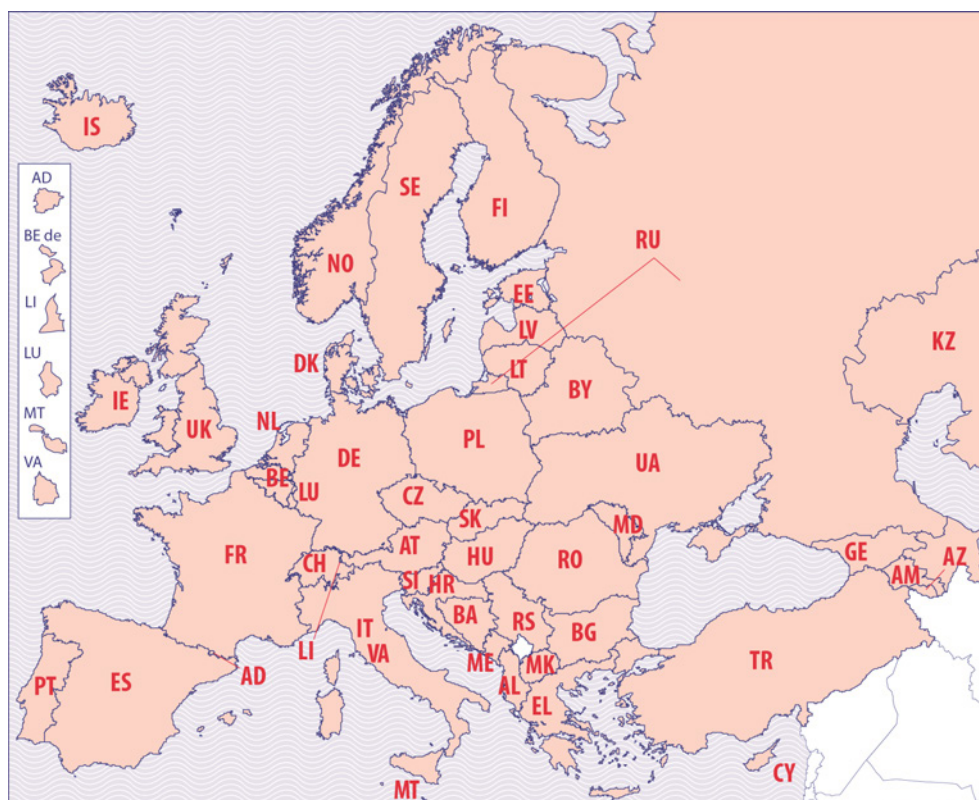 IS
AD
BE de
LI
LU
MT
VA
SE
FI
NO
RU
EE
LV
LT
DK
KZ
IE
UK
NL
BY
PL
DE
BE
LU
UA
CZ
SK
MD
FR
CH
AT
HU
RO
GE
AZ
AM
SI
HR
BA
RS
BG
IT
VA
LI
ME
MK
TR
PT
ES
AD
AL
EL
CY
MT